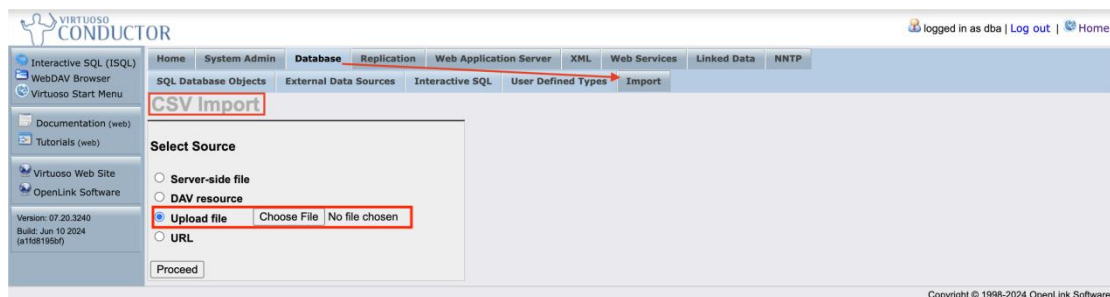 VIRTUOSO
CONDUCTOR
logged in as dba | Log out | Home
Interactive SQL (ISQL)
WebDAV Browser
Virtuoso Start Menu
Documentation (web)
Tutorials (web)
Virtuoso Web Site
OpenLink Software
Version: 07.20.3240
Build: Jun 10 2024
(a1fd8195bf)
Home System Admin Database Replication Web Application Server XML Web Services Linked Data NNTP
SQL Database Objects External Data Sources Interactive SQL User Defined Types Import
CSV Import
Select Source
Server-side file
DAV resource
Upload file Choose File No file chosen
URL
Proceed
Copyright © 1998-2024 OpenLink Software